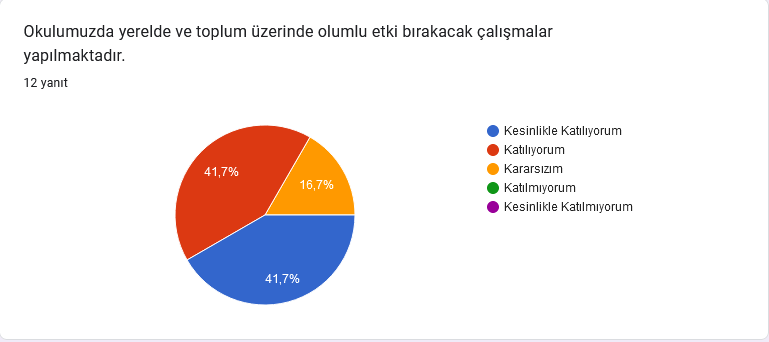 Okulumuzda yerelde ve toplum üzerinde olumlu etki bırakacak çalışmalar
yapılmaktadır.
12 yanıt
41,7%
16,7%
41,7%
Kesinlikle Katılıyorum
Katılıyorum
Kararsızım
Katılmıyorum
Kesinlikle Katılmıyorum